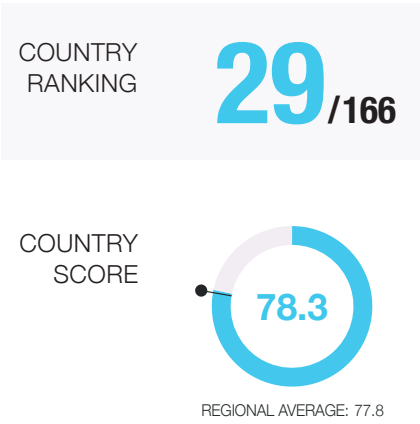 COUNTRY
RANKING
29/166
COUNTRY
SCORE
78.3
REGIONAL AVERAGE: 77.8